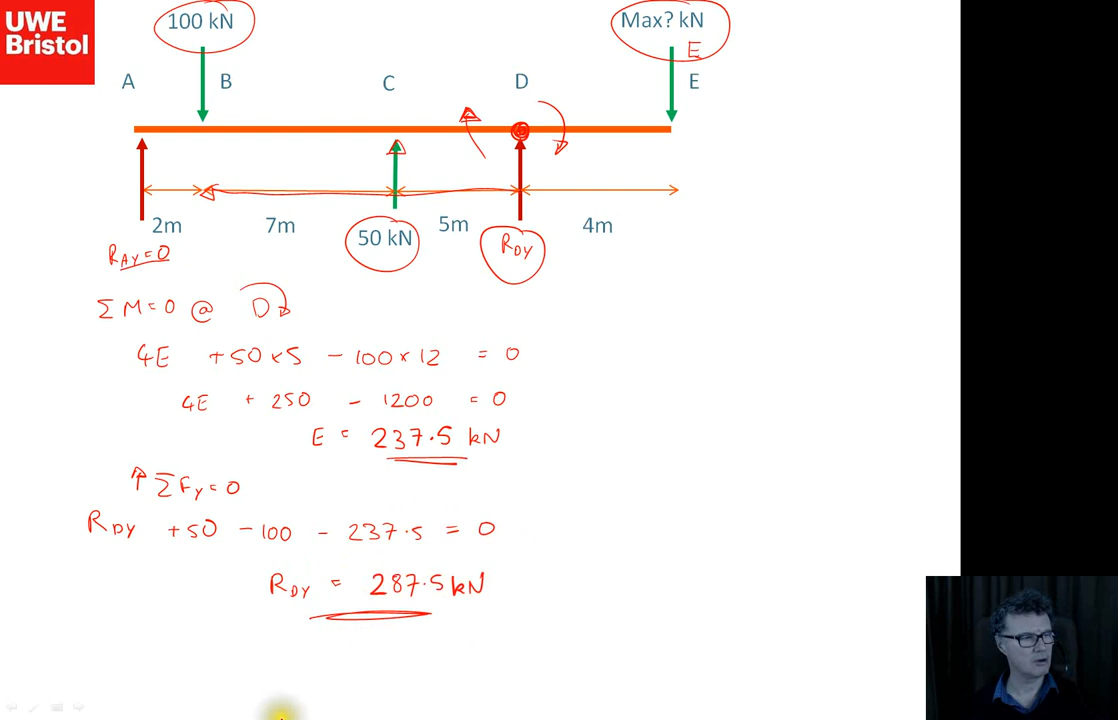 UWE
Bristol
100 kN
Max? kN
E
A B C D E
2m 7m 50 kN 5m RDY 4m
RAY=0
ΣM=0 @ D
4E +50×5 -100×12 =0
4E + 250 - 1200 =0
E = 237.5 kN
↑ΣFY=0
RDY +50 -100 - 237.5 = 0
RDY = 287.5kN